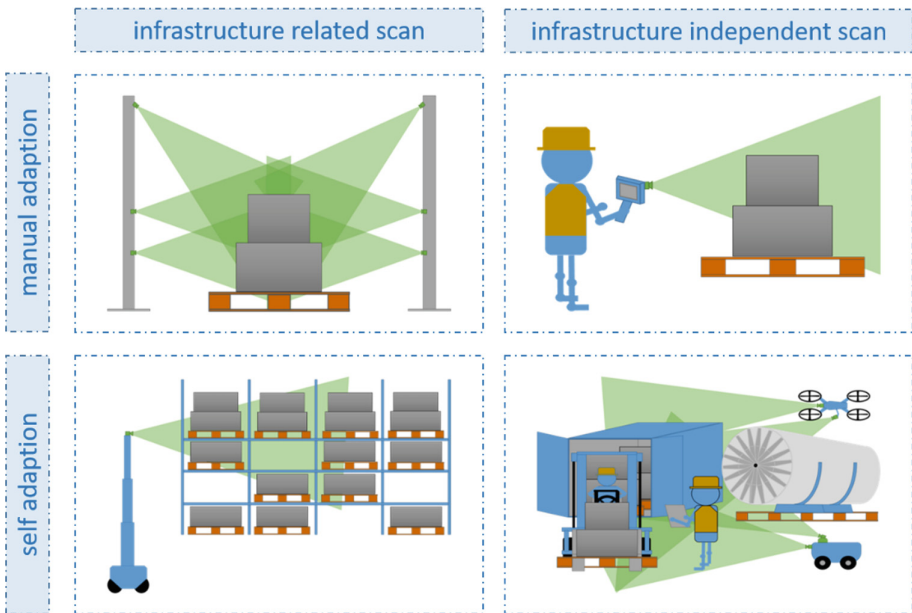 infrastructure related scan
infrastructure independent scan
manual adaption
self adaption